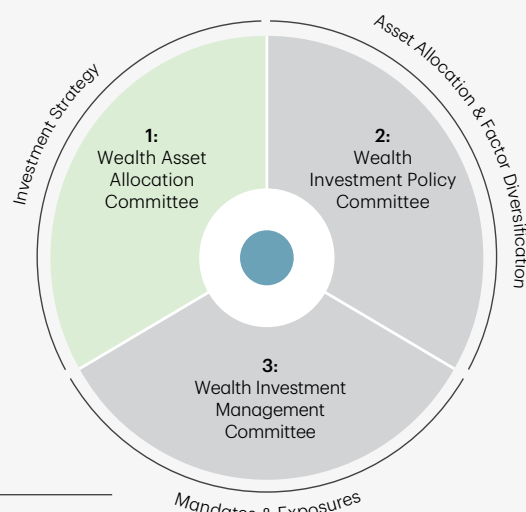 Investment Strategy
Asset Allocation & Factor Diversification
1:
Wealth Asset
Allocation
Committee
2:
Wealth
Investment Policy
Committee
3:
Wealth Investment
Management
Committee
Mandates & Exposures